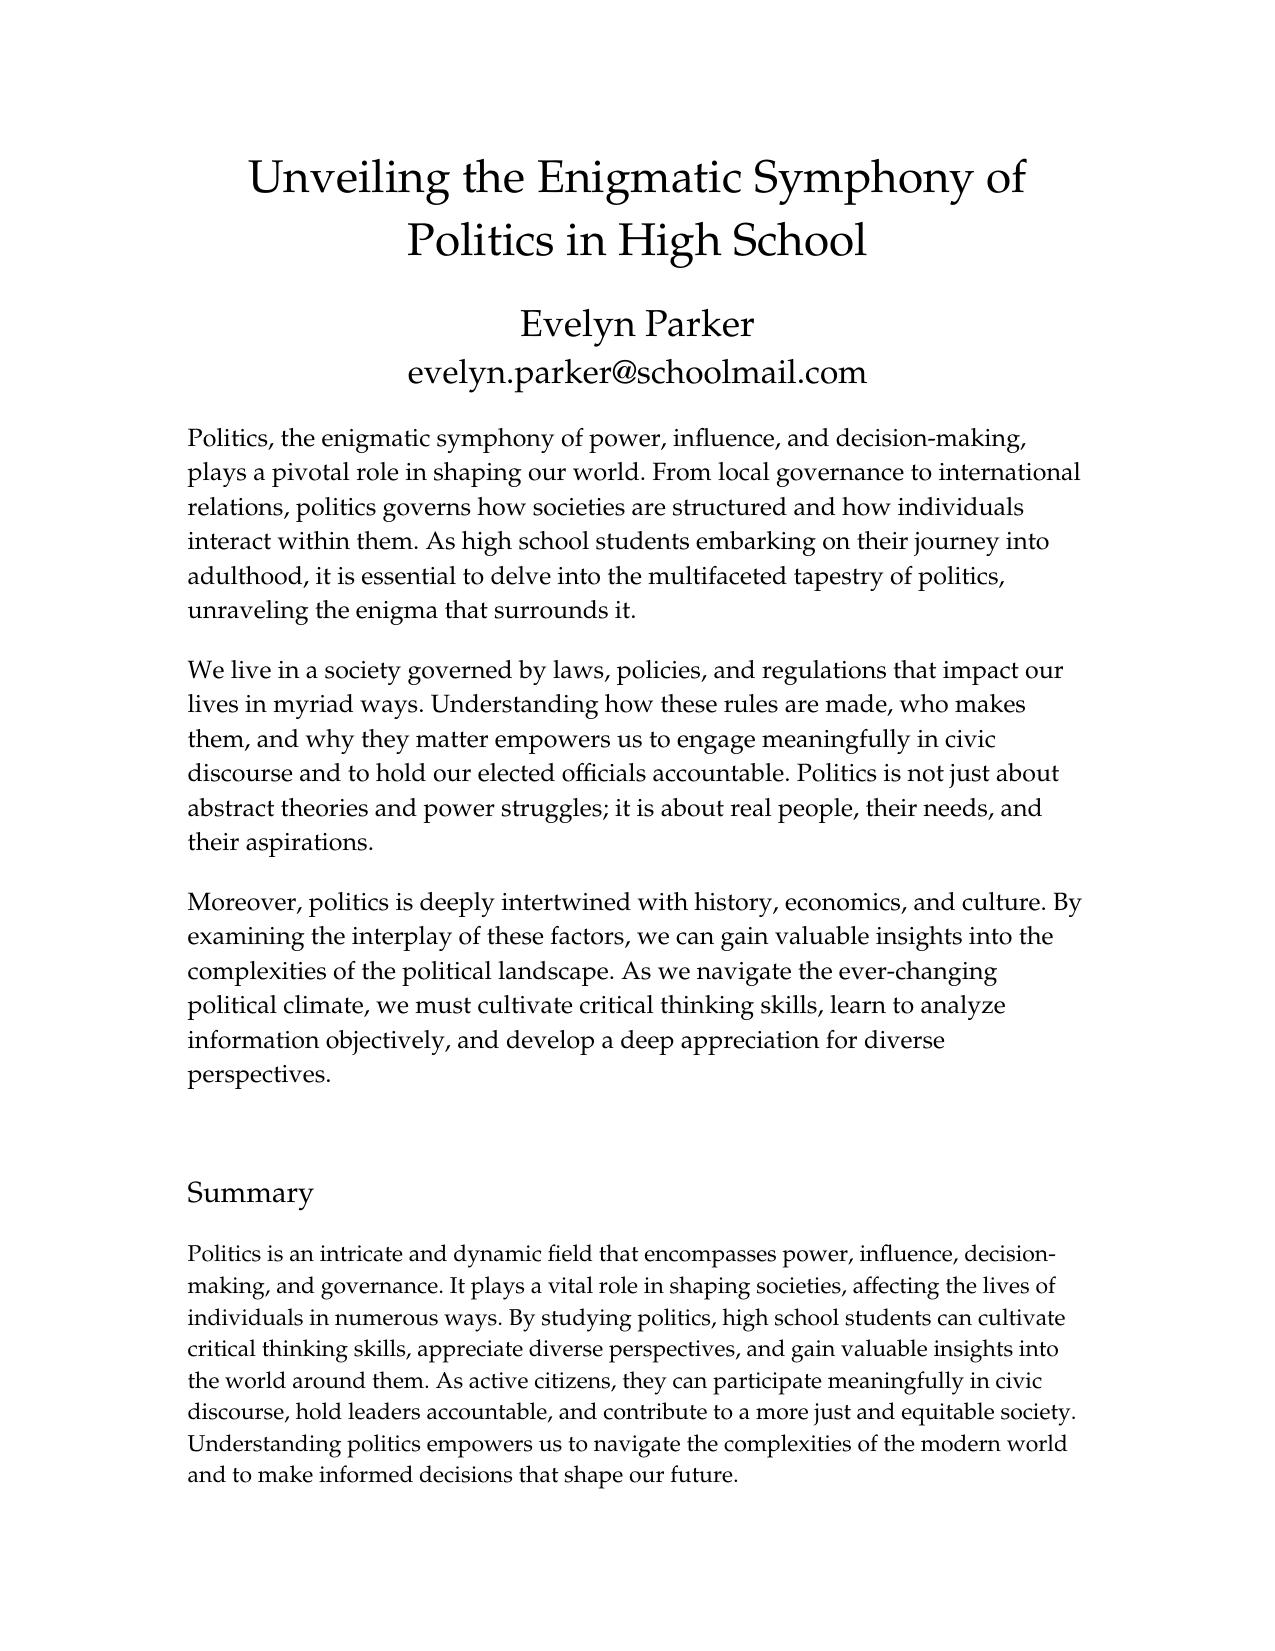 Unveiling the Enigmatic Symphony of
Politics in High School
Evelyn Parker
evelyn.parker@schoolmail.com
Politics, the enigmatic symphony of power, influence, and decision-making,
plays a pivotal role in shaping our world. From local governance to international
relations, politics governs how societies are structured and how individuals
interact within them. As high school students embarking on their journey into
adulthood, it is essential to delve into the multifaceted tapestry of politics,
unraveling the enigma that surrounds it.
We live in a society governed by laws, policies, and regulations that impact our
lives in myriad ways. Understanding how these rules are made, who makes
them, and why they matter empowers us to engage meaningfully in civic
discourse and to hold our elected officials accountable. Politics is not just about
abstract theories and power struggles; it is about real people, their needs, and
their aspirations.
Moreover, politics is deeply intertwined with history, economics, and culture. By
examining the interplay of these factors, we can gain valuable insights into the
complexities of the political landscape. As we navigate the ever-changing
political climate, we must cultivate critical thinking skills, learn to analyze
information objectively, and develop a deep appreciation for diverse
perspectives.
Summary
Politics is an intricate and dynamic field that encompasses power, influence, decision-
making, and governance. It plays a vital role in shaping societies, affecting the lives of
individuals in numerous ways. By studying politics, high school students can cultivate
critical thinking skills, appreciate diverse perspectives, and gain valuable insights into
the world around them. As active citizens, they can participate meaningfully in civic
discourse, hold leaders accountable, and contribute to a more just and equitable society.
Understanding politics empowers us to navigate the complexities of the modern world
and to make informed decisions that shape our future.